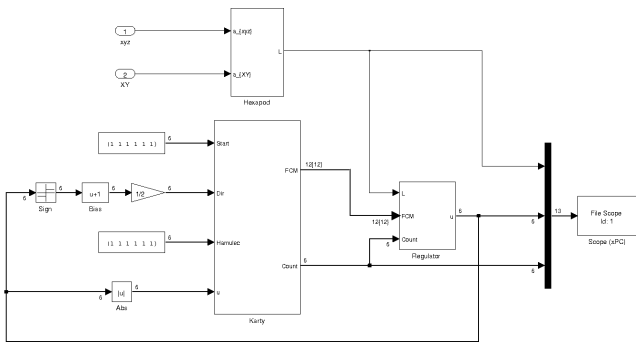 1
xyz
2
XY
a_{xyz}
b_{XY}
L
Hexapod
(1 1 1 1 1 1)
6
Start
6
Sign
6
u+1
Bias
6
1/2
6
Dir
(1 1 1 1 1 1)
6
Hamulec
6
|u|
Abs
6
u
FCM
12[12]
Count
6
Karty
12[12]
6
L
FCM
Count
u
Regulator
6
6
6
13
File Scope
Id: 1
Scope (xPC)